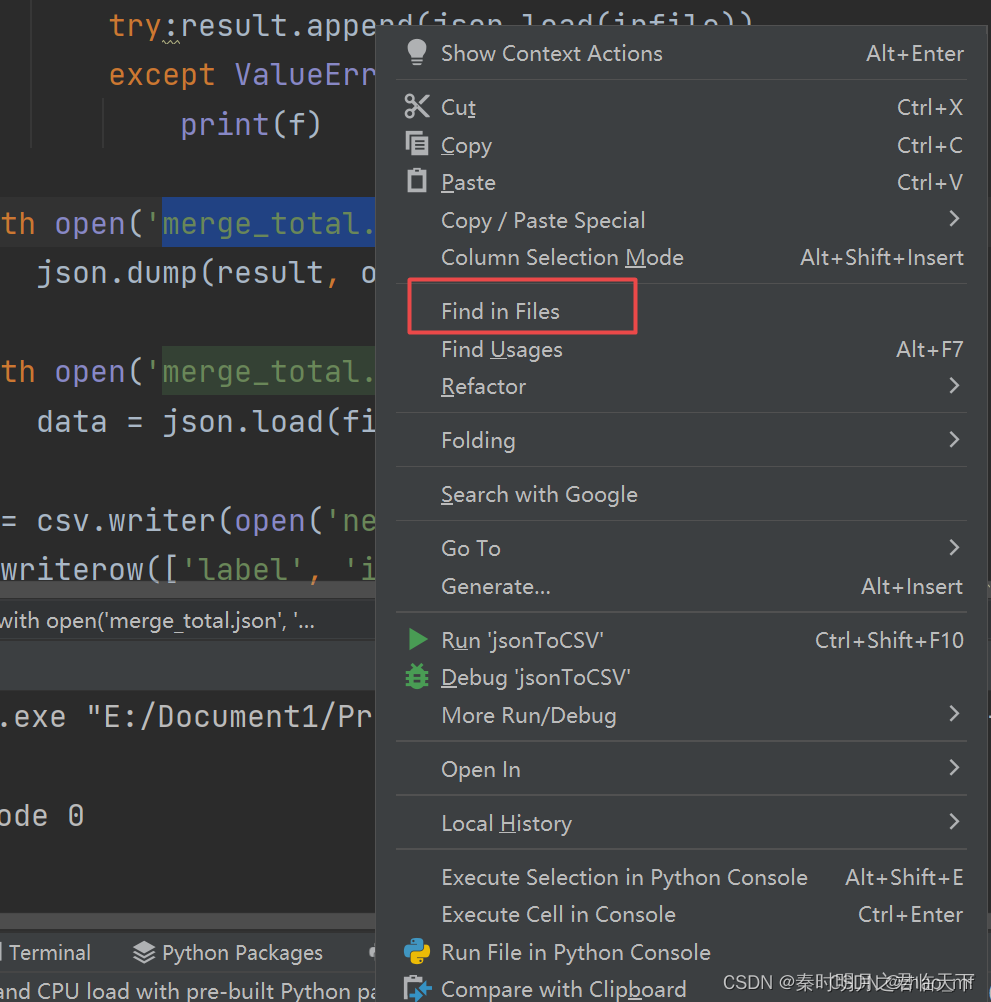 try:result.append(json.load(infile))
except ValueErr
print(f)
th open('merge_total.
json.dump(result, o
th open('merge_total.
data = json.load(fi
= csv.writer(open('ne
writerow(['label', 'i
with open('merge_total.json', '...
.exe "E:/Document1/Pr
ode 0
Terminal Python Packages
and CPU load with pre-built Python pa
Show Context Actions Alt+Enter
Cut Ctrl+X
Copy Ctrl+C
Paste Ctrl+V
Copy / Paste Special
Column Selection Mode Alt+Shift+Insert
Find in Files
Find Usages Alt+F7
Refactor
Folding
Search with Google
Go To
Generate... Alt+Insert
Run 'jsonToCSV' Ctrl+Shift+F10
Debug 'jsonToCSV'
More Run/Debug
Open In
Local History
Execute Selection in Python Console Alt+Shift+E
Execute Cell in Console Ctrl+Enter
Run File in Python Console
Compare with Clipboard
CSDN @秦时明月之君临天下